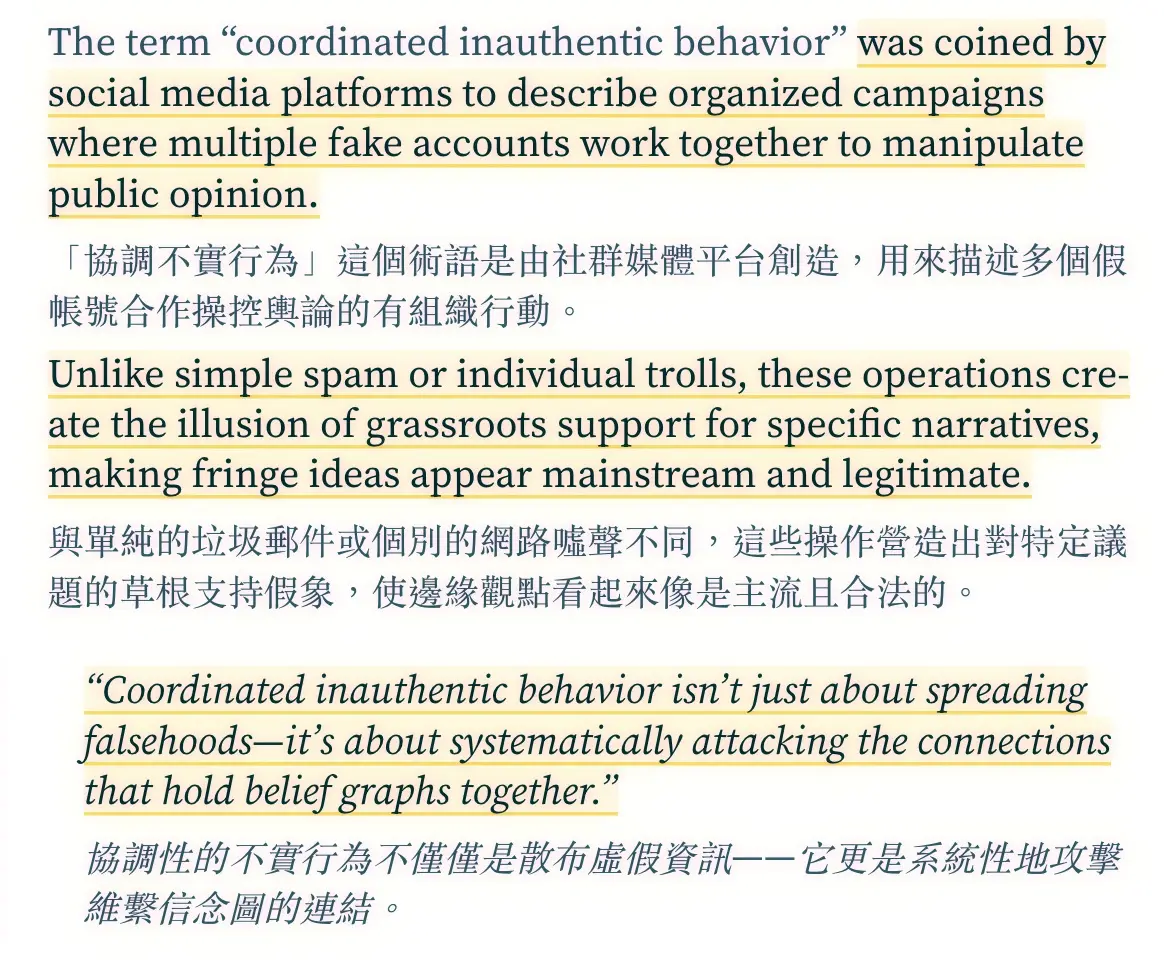 The term “coordinated inauthentic behavior” was coined by
social media platforms to describe organized campaigns
where multiple fake accounts work together to manipulate
public opinion.
「協調不實行為」這個術語是由社群媒體平台創造，用來描述多個假
帳號合作操控輿論的有組織行動。
Unlike simple spam or individual trolls, these operations cre-
ate the illusion of grassroots support for specific narratives,
making fringe ideas appear mainstream and legitimate.
與單純的垃圾郵件或個別的網路噓聲不同，這些操作營造出對特定議
題的草根支持假象，使邊緣觀點看起來像是主流且合法的。
“Coordinated inauthentic behavior isn’t just about spreading
falsehoods—it’s about systematically attacking the connections
that hold belief graphs together.”
協調性的不實行為不僅僅是散布虛假資訊——它更是系統性地攻擊
維繫信念圖的連結。